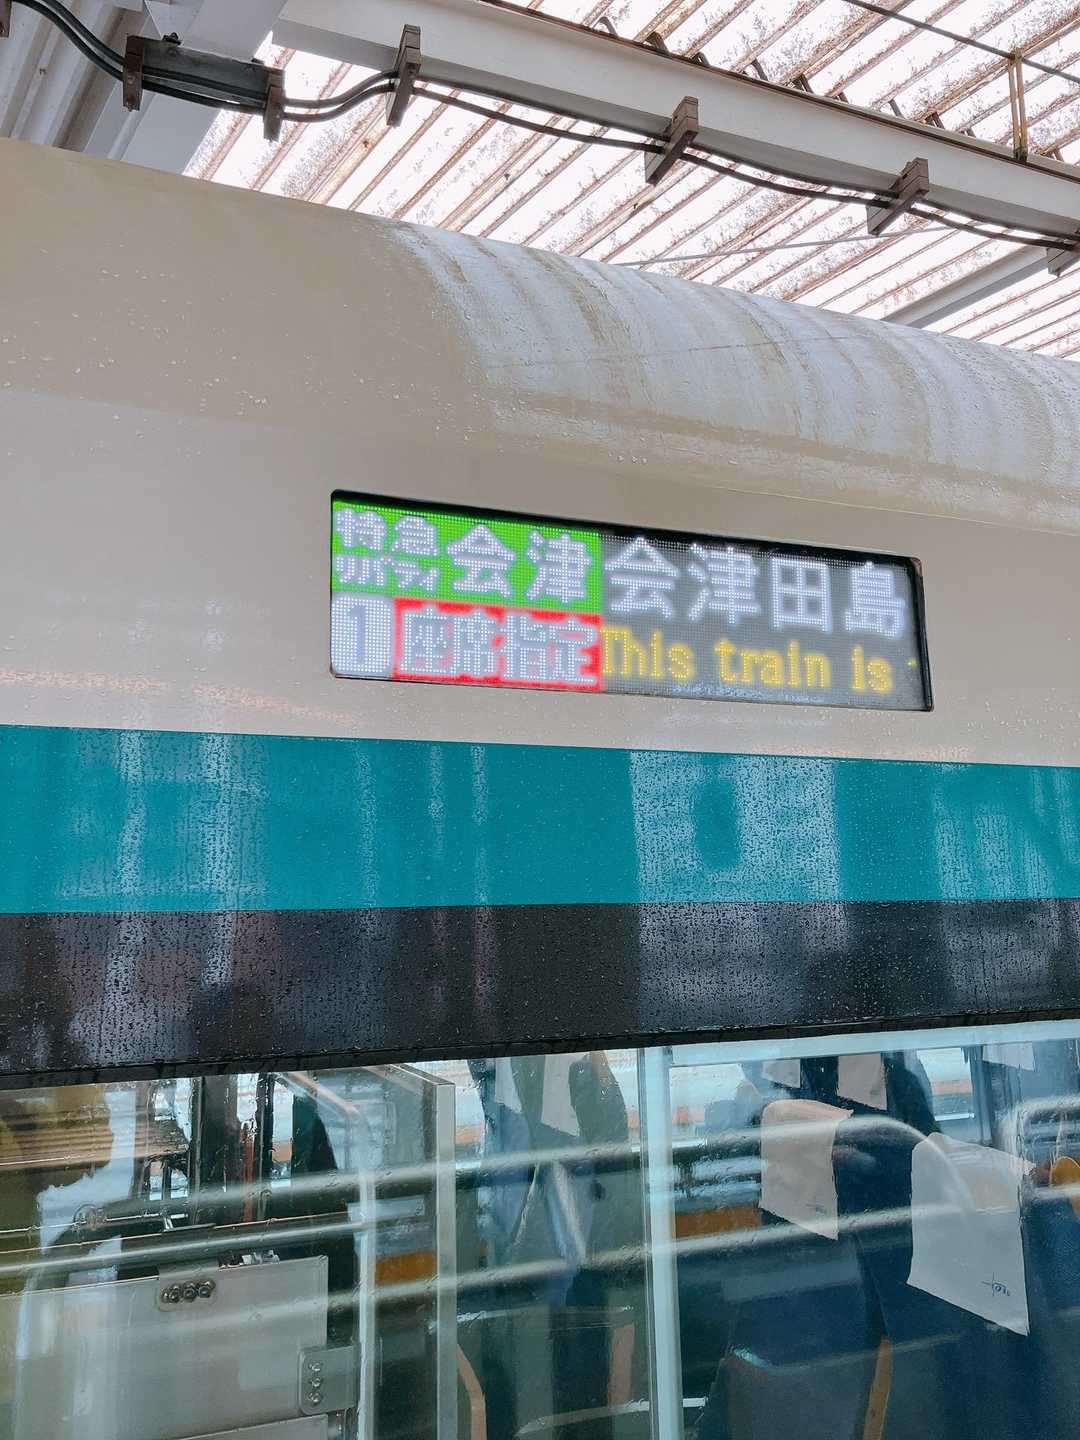 特急
リバティ
会津
会津田島
1
座席指定
This train is